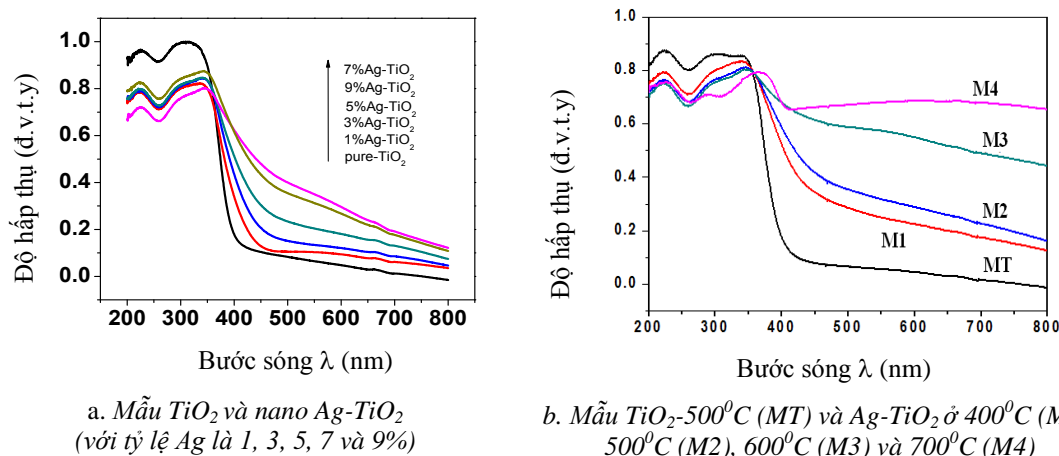 1.0
0.8
0.6
0.4
0.2
0.0
200 300 400 500 600 700 800
Độ hấp thụ (đ.v.t.y)
Bước sóng λ (nm)
7%Ag-TiO₂
9%Ag-TiO₂
5%Ag-TiO₂
3%Ag-TiO₂
1%Ag-TiO₂
pure-TiO₂
a. Mẫu TiO₂ và nano Ag-TiO₂
(với tỷ lệ Ag là 1, 3, 5, 7 và 9%)
1.0
0.8
0.6
0.4
0.2
0.0
200 300 400 500 600 700 800
Độ hấp thụ (đ.v.t.y)
Bước sóng λ (nm)
M4
M3
M2
M1
MT
b. Mẫu TiO₂-500⁰C (MT) và Ag-TiO₂ ở 400⁰C (M
500⁰C (M2), 600⁰C (M3) và 700⁰C (M4)